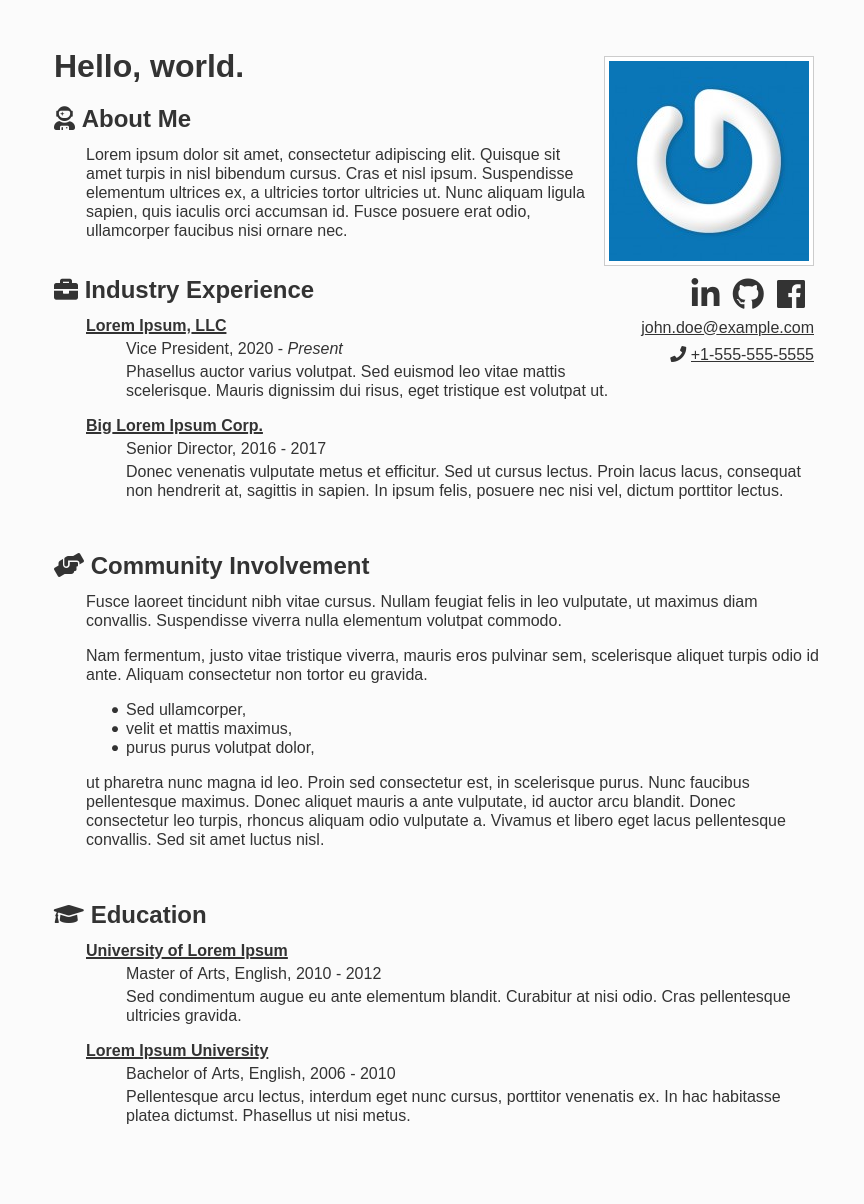 Hello, world.
About Me
Lorem ipsum dolor sit amet, consectetur adipiscing elit. Quisque sit
amet turpis in nisl bibendum cursus. Cras et nisl ipsum. Suspendisse
elementum ultrices ex, a ultricies tortor ultricies ut. Nunc aliquam ligula
sapien, quis iaculis orci accumsan id. Fusce posuere erat odio,
ullamcorper faucibus nisi ornare nec.
john.doe@example.com
+1-555-555-5555
Industry Experience
Lorem Ipsum, LLC
Vice President, 2020 - Present
Phasellus auctor varius volutpat. Sed euismod leo vitae mattis
scelerisque. Mauris dignissim dui risus, eget tristique est volutpat ut.
Big Lorem Ipsum Corp.
Senior Director, 2016 - 2017
Donec venenatis vulputate metus et efficitur. Sed ut cursus lectus. Proin lacus lacus, consequat
non hendrerit at, sagittis in sapien. In ipsum felis, posuere nec nisi vel, dictum porttitor lectus.
Community Involvement
Fusce laoreet tincidunt nibh vitae cursus. Nullam feugiat felis in leo vulputate, ut maximus diam
convallis. Suspendisse viverra nulla elementum volutpat commodo.
Nam fermentum, justo vitae tristique viverra, mauris eros pulvinar sem, scelerisque aliquet turpis odio id
ante. Aliquam consectetur non tortor eu gravida.
Sed ullamcorper,
velit et mattis maximus,
purus purus volutpat dolor,
ut pharetra nunc magna id leo. Proin sed consectetur est, in scelerisque purus. Nunc faucibus
pellentesque maximus. Donec aliquet mauris a ante vulputate, id auctor arcu blandit. Donec
consectetur leo turpis, rhoncus aliquam odio vulputate a. Vivamus et libero eget lacus pellentesque
convallis. Sed sit amet luctus nisl.
Education
University of Lorem Ipsum
Master of Arts, English, 2010 - 2012
Sed condimentum augue eu ante elementum blandit. Curabitur at nisi odio. Cras pellentesque
ultricies gravida.
Lorem Ipsum University
Bachelor of Arts, English, 2006 - 2010
Pellentesque arcu lectus, interdum eget nunc cursus, porttitor venenatis ex. In hac habitasse
platea dictumst. Phasellus ut nisi metus.